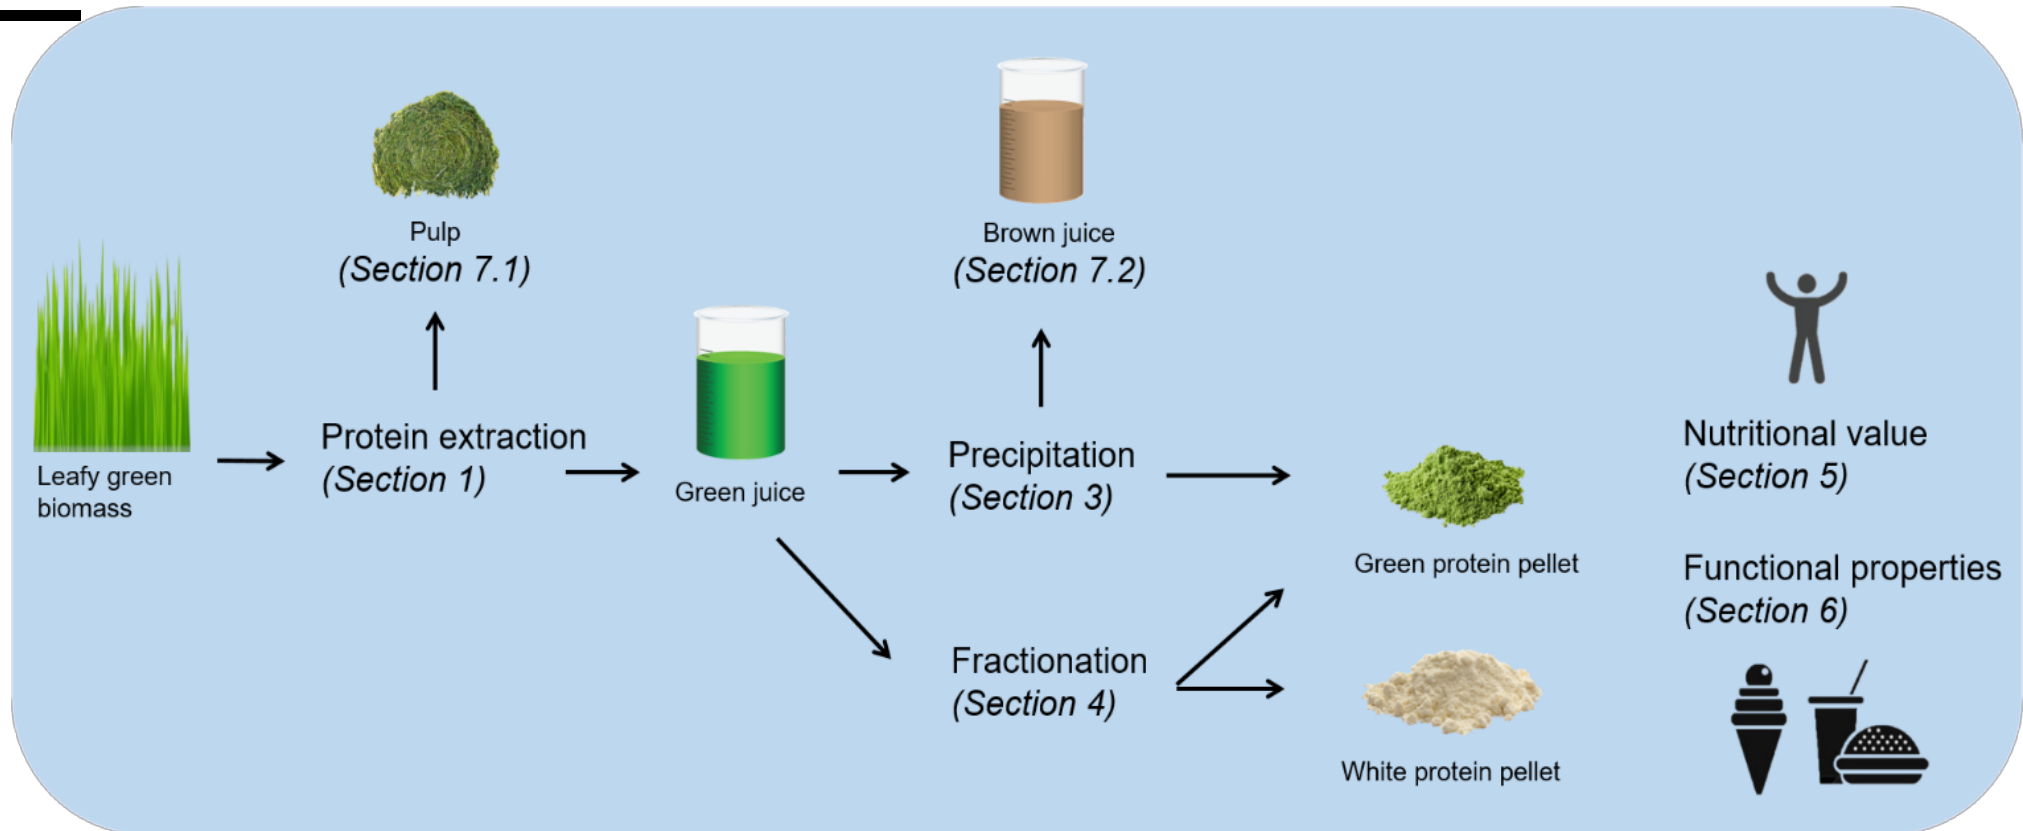 Pulp
(Section 7.1)
Brown juice
(Section 7.2)
Leafy green
biomass
Protein extraction
(Section 1)
Green juice
Precipitation
(Section 3)
Green protein pellet
Fractionation
(Section 4)
White protein pellet
Nutritional value
(Section 5)
Functional properties
(Section 6)